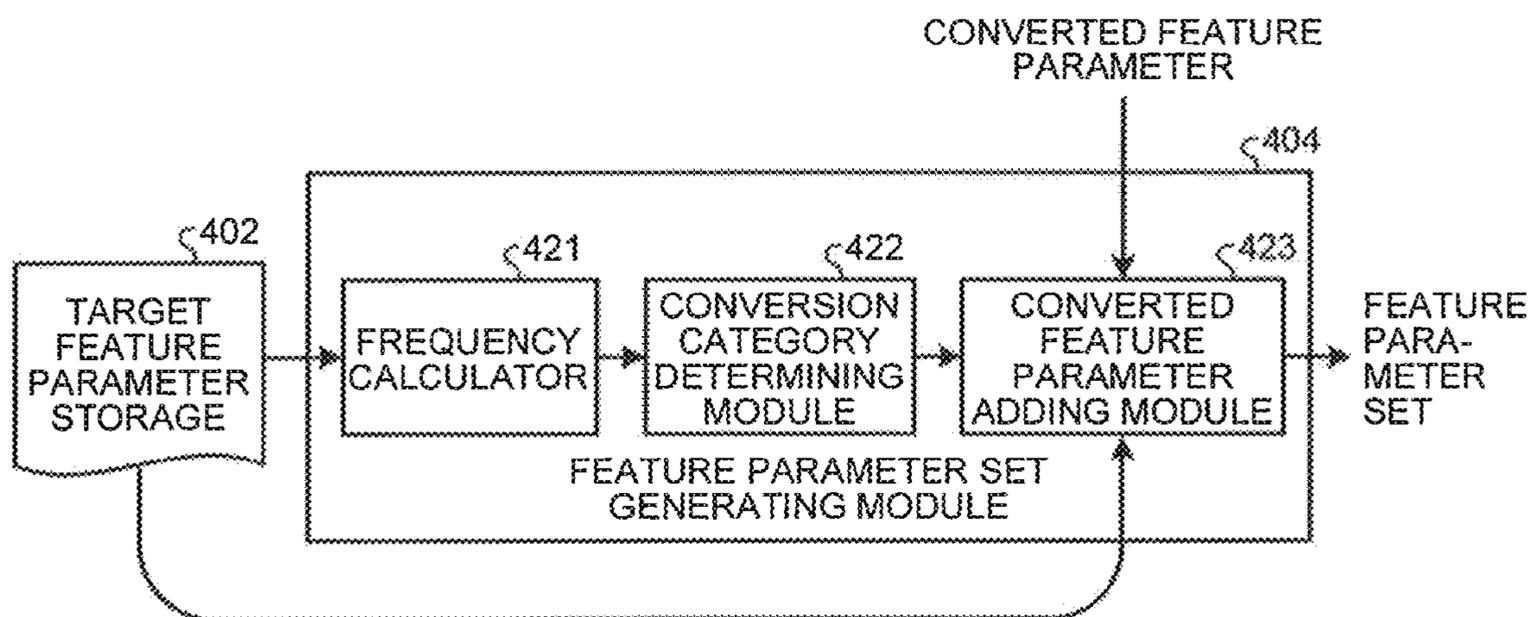 CONVERTED FEATURE
PARAMETER
404
402
421
422
423
TARGET
FEATURE
PARAMETER
STORAGE
FREQUENCY
CALCULATOR
CONVERSION
CATEGORY
DETERMINING
MODULE
CONVERTED
FEATURE
PARAMETER
ADDING MODULE
FEATURE
PARA-
METER
SET
FEATURE PARAMETER SET
GENERATING MODULE